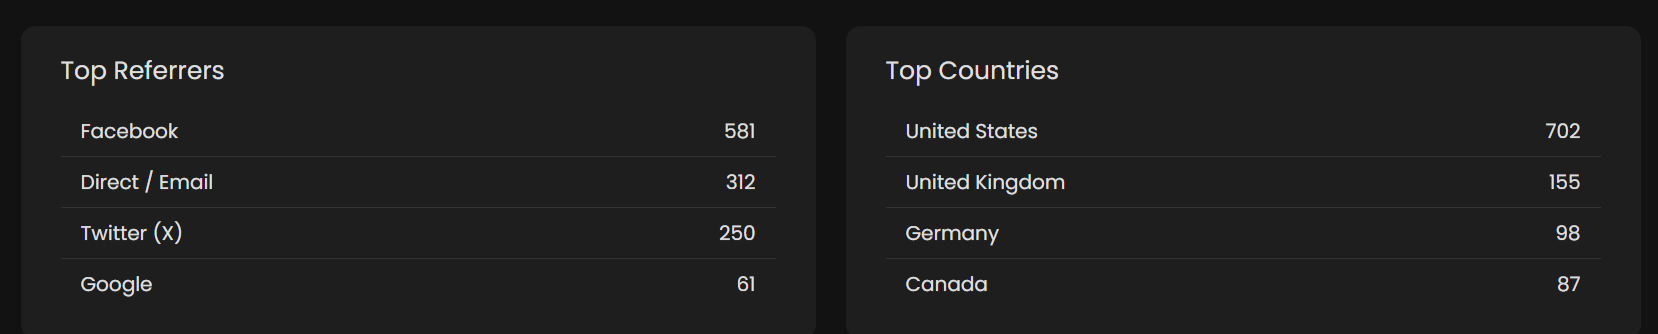 Top Referrers
Facebook 581
Direct / Email 312
Twitter (X) 250
Google 61
Top Countries
United States 702
United Kingdom 155
Germany 98
Canada 87